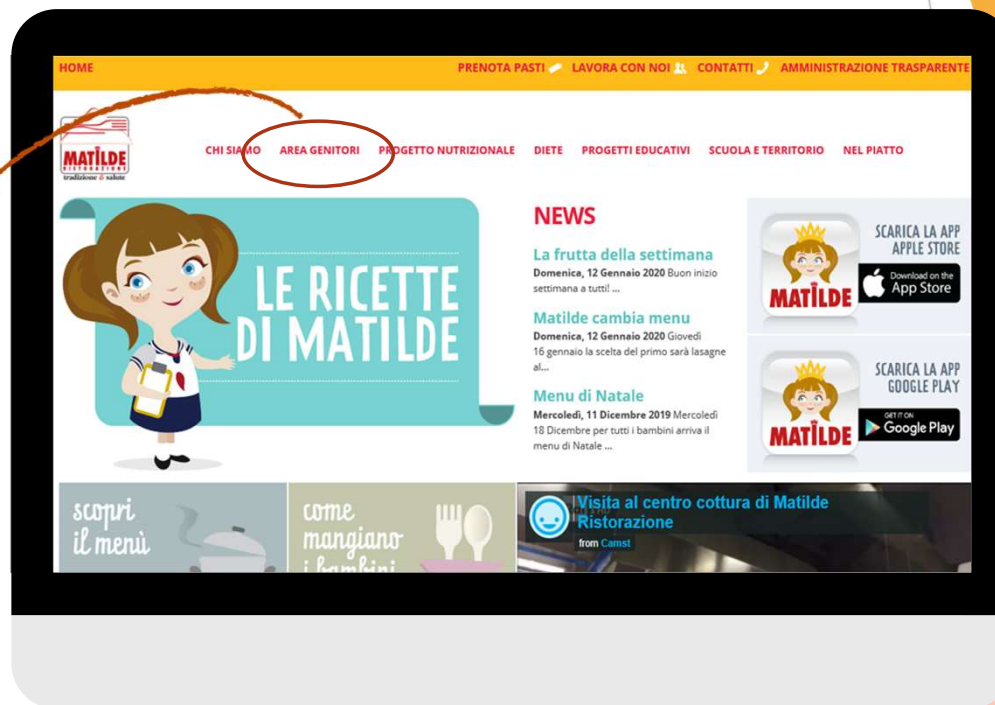 HOME
PRENOTA PASTI
LAVORA CON NOI
CONTATTI
AMMINISTRAZIONE TRASPARENTE
MATILDE
RISTORAZIONE
tradizione & salute
CHI SIAMO
AREA GENITORI
PROGETTO NUTRIZIONALE
DIETE
PROGETTI EDUCATIVI
SCUOLA E TERRITORIO
NEL PIATTO
LE RICETTE
DI MATILDE
NEWS
La frutta della settimana
Domenica, 12 Gennaio 2020 Buon inizio
settimana a tutti! ...
Matilde cambia menu
Domenica, 12 Gennaio 2020 Giovedì
16 gennaio la scelta del primo sarà lasagne
al...
Menu di Natale
Mercoledì, 11 Dicembre 2019 Mercoledì
18 Dicembre per tutti i bambini arriva il
menu di Natale ...
MATILDE
SCARICA LA APP
APPLE STORE
Download on the
App Store
MATILDE
SCARICA LA APP
GOOGLE PLAY
GET IT ON
Google Play
scopri
il menù
come
mangiano
i bambini
Visita al centro cottura di Matilde
Ristorazione
from Camst